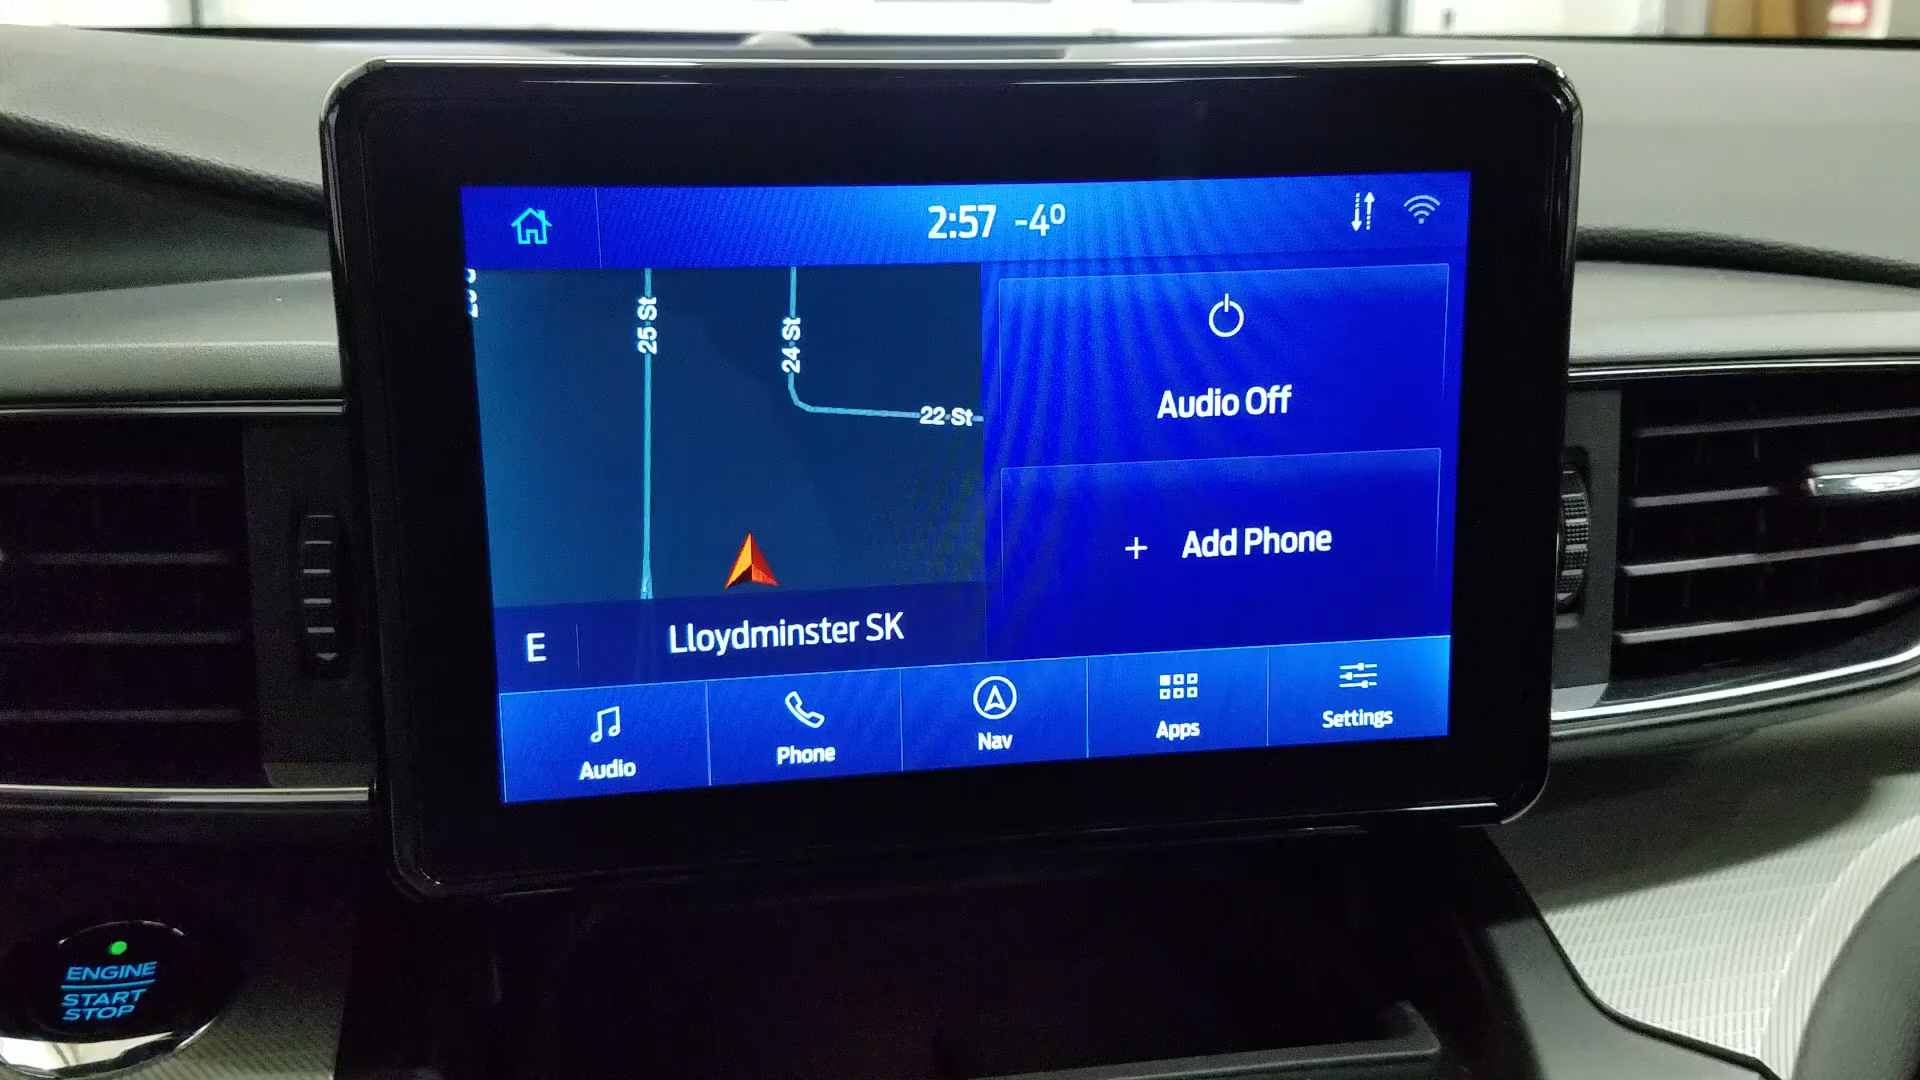 2:57 -4°
25 St
24 St
22 St
Audio Off
+ Add Phone
E
Lloydminster SK
Audio
Phone
Nav
Apps
Settings
ENGINE
START
STOP